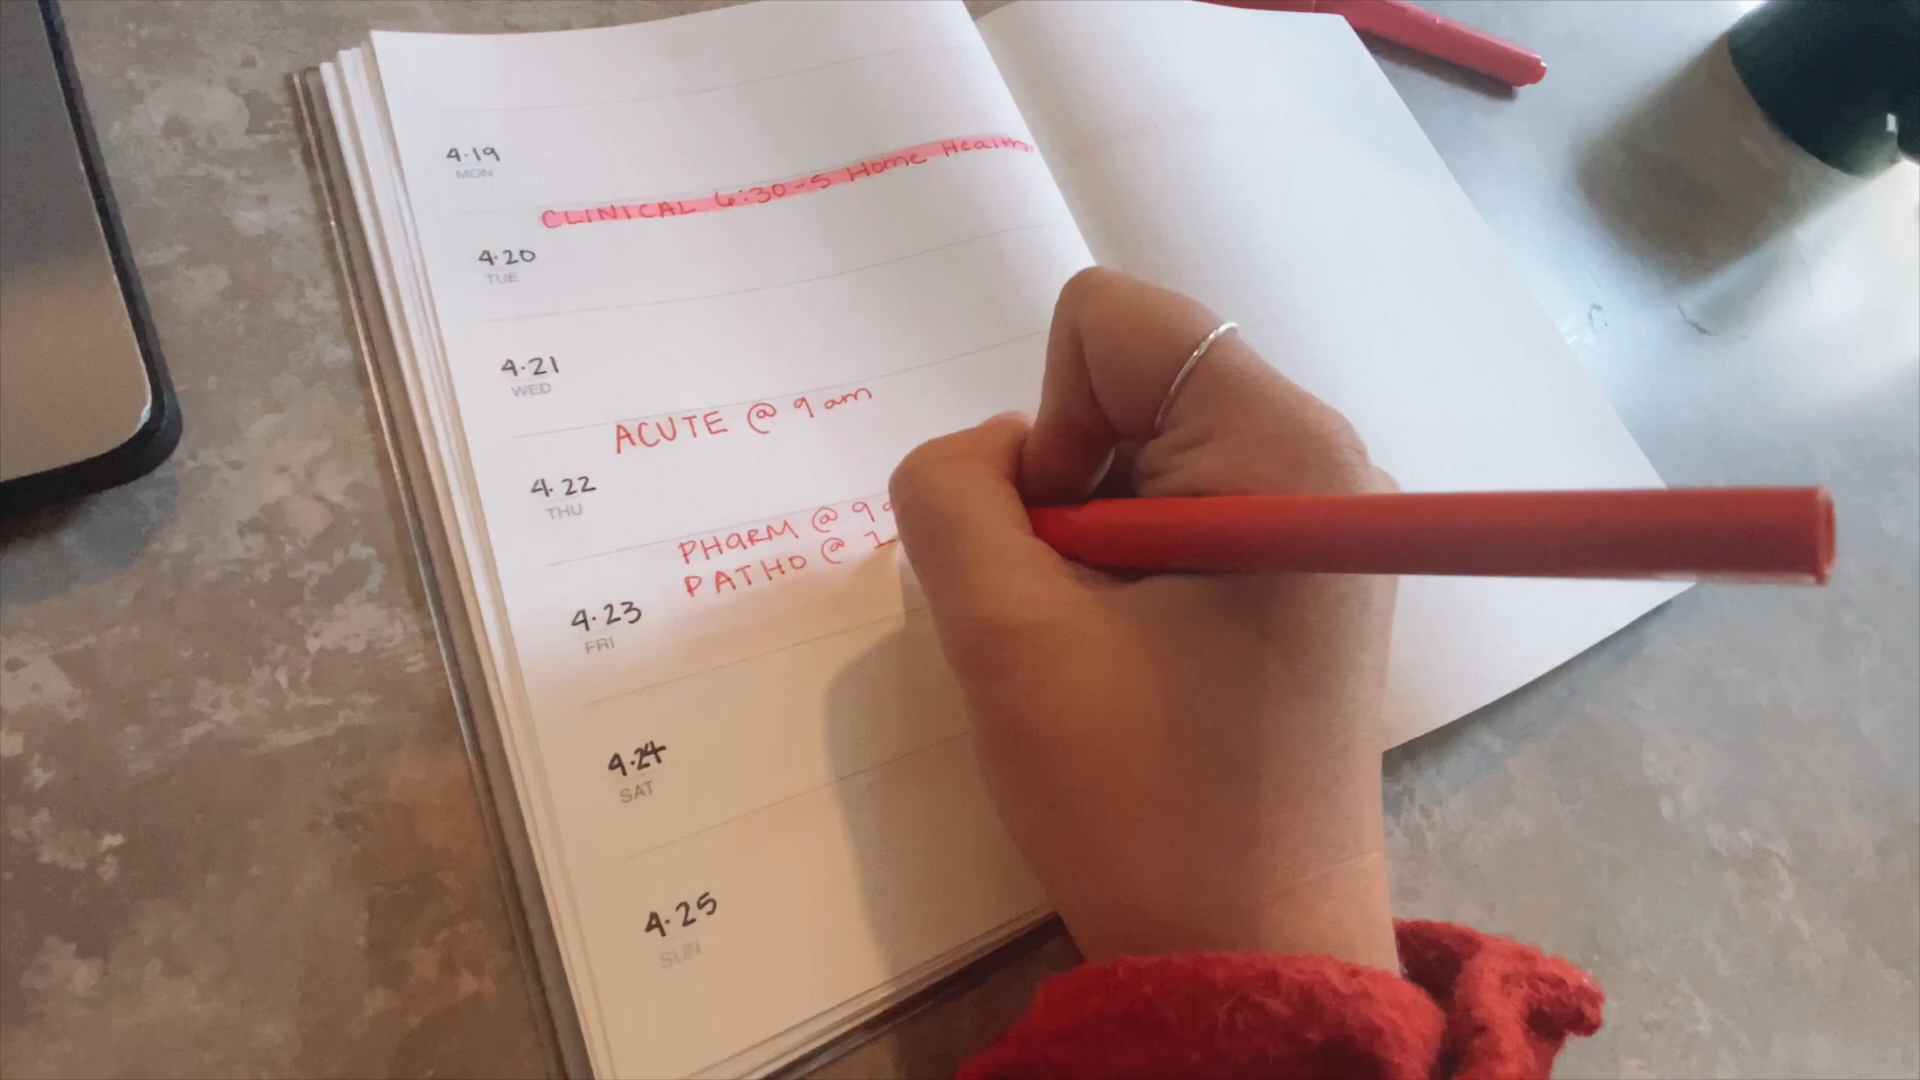 4.19
MON
CLINICAL 6:30-5 Home Health
4.20
TUE
4.21
WED
ACUTE @ 9am
4.22
THU
PHARM @ 9
PATHO @
4.23
FRI
4.24
SAT
4.25
SUN